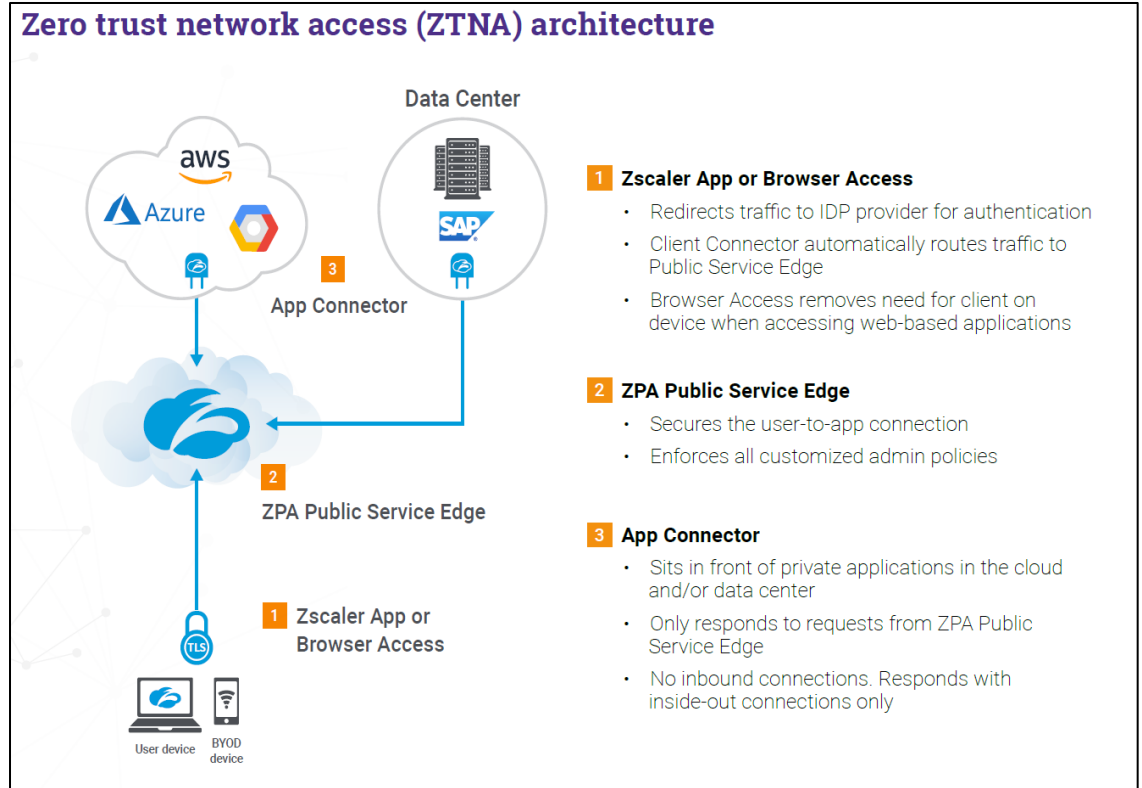 Zero trust network access (ZTNA) architecture
Data Center
aws
Azure
SAP
3
App Connector
2
ZPA Public Service Edge
1 Zscaler App or
Browser Access
TLS
User device
BYOD
device
1 Zscaler App or Browser Access
• Redirects traffic to IDP provider for authentication
• Client Connector automatically routes traffic to
Public Service Edge
• Browser Access removes need for client on
device when accessing web-based applications
2 ZPA Public Service Edge
• Secures the user-to-app connection
• Enforces all customized admin policies
3 App Connector
• Sits in front of private applications in the cloud
and/or data center
• Only responds to requests from ZPA Public
Service Edge
• No inbound connections. Responds with
inside-out connections only